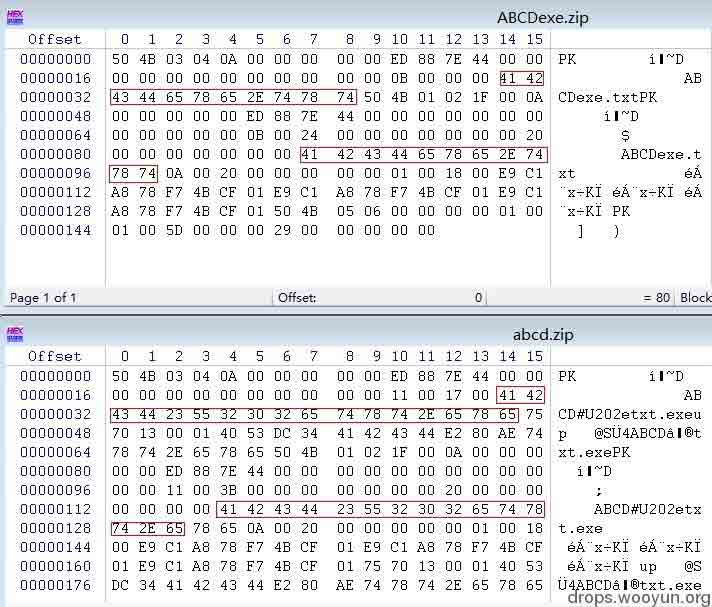 ABCDexe.zip
Offset 0 1 2 3 4 5 6 7 8 9 10 11 12 13 14 15
00000000 50 4B 03 04 0A 00 00 00 00 00 ED 88 7E 44 00 00 PK í❚~D
00000016 00 00 00 00 00 00 00 00 00 00 0B 00 00 00 41 42 AB
00000032 43 44 65 78 65 2E 74 78 74 50 4B 01 02 1F 00 0A CDexe.txtPK
00000048 00 00 00 00 00 ED 88 7E 44 00 00 00 00 00 00 00 í❚~D
00000064 00 00 00 00 00 0B 00 24 00 00 00 00 00 00 00 20 $
00000080 00 00 00 00 00 00 00 41 42 43 44 65 78 65 2E 74 ABCDexe.t
00000096 78 74 0A 00 20 00 00 00 00 00 01 00 18 00 E9 C1 xt éÁ
00000112 A8 78 F7 4B CF 01 E9 C1 A8 78 F7 4B CF 01 E9 C1 ¨x÷KÏ éÁ¨x÷KÏ éÁ
00000128 A8 78 F7 4B CF 01 50 4B 05 06 00 00 00 00 01 00 ¨x÷KÏ PK
00000144 01 00 5D 00 00 00 29 00 00 00 00 00 ] )
Page 1 of 1 Offset: 0 = 80 Block
abcd.zip
Offset 0 1 2 3 4 5 6 7 8 9 10 11 12 13 14 15
00000000 50 4B 03 04 0A 00 00 00 00 00 ED 88 7E 44 00 00 PK í❚~D
00000016 00 00 00 00 00 00 00 00 00 00 11 00 17 00 41 42 AB
00000032 43 44 23 55 32 30 32 65 74 78 74 2E 65 78 65 75 CD#U202etxt.exeu
00000048 70 13 00 01 40 53 DC 34 41 42 43 44 E2 80 AE 74 p @SÜ4ABCDâ❚®t
00000064 78 74 2E 65 78 65 50 4B 01 02 1F 00 0A 00 00 00 xt.exePK
00000080 00 00 ED 88 7E 44 00 00 00 00 00 00 00 00 00 00 í❚~D
00000096 00 00 11 00 3B 00 00 00 00 00 00 00 20 00 00 00 ;
00000112 00 00 00 00 41 42 43 44 23 55 32 30 32 65 74 78 ABCD#U202etx
00000128 74 2E 65 78 65 0A 00 20 00 00 00 00 00 01 00 18 t.exe
00000144 00 E9 C1 A8 78 F7 4B CF 01 E9 C1 A8 78 F7 4B CF éÁ¨x÷KÏ éÁ¨x÷KÏ
00000160 01 E9 C1 A8 78 F7 4B CF 01 75 70 13 00 01 40 53 éÁ¨x÷KÏ up @S
00000176 DC 34 41 42 43 44 E2 80 AE 74 78 74 2E 65 78 65 Ü4ABCDâ❚®txt.exe
drops.wooyun.org